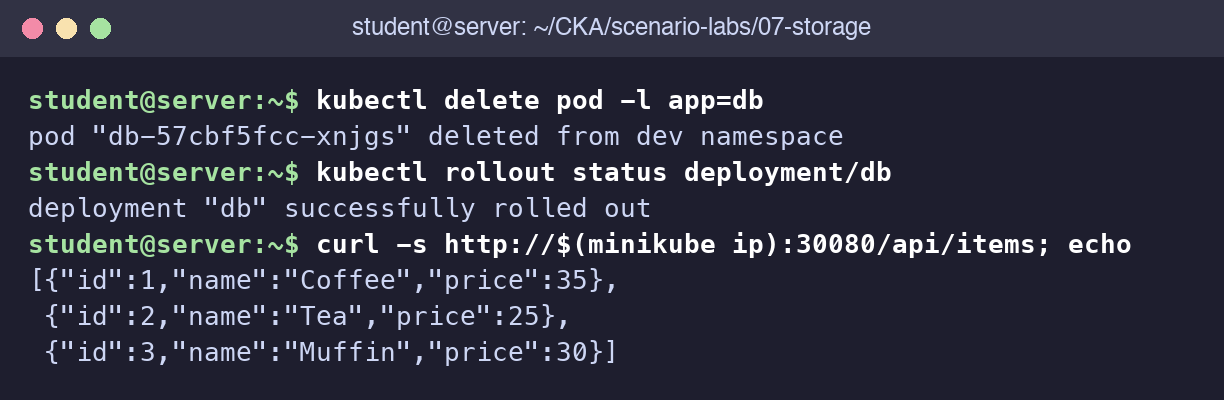 student@server: ~/CKA/scenario-labs/07-storage
student@server:~$ kubectl delete pod -l app=db
pod "db-57cbf5fcc-xnjgs" deleted from dev namespace
student@server:~$ kubectl rollout status deployment/db
deployment "db" successfully rolled out
student@server:~$ curl -s http://$(minikube ip):30080/api/items; echo
[{"id":1,"name":"Coffee","price":35},
 {"id":2,"name":"Tea","price":25},
 {"id":3,"name":"Muffin","price":30}]